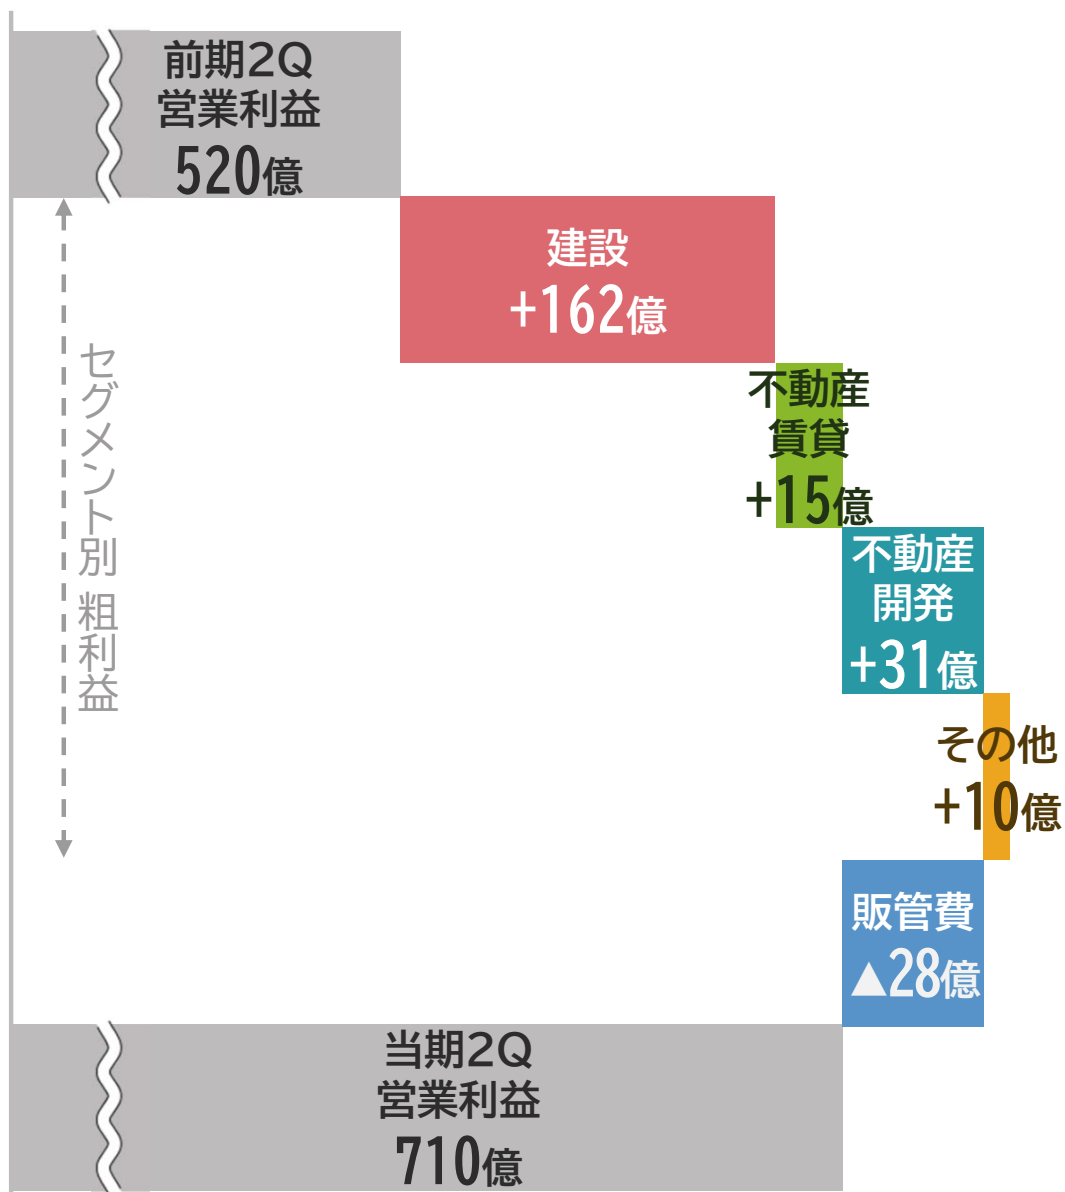 前期2Q
営業利益
520億
建設
+162億
セグメント別 粗利益
不動産
賃貸
+15億
不動産
開発
+31億
その他
+10億
販管費
▲28億
当期2Q
営業利益
710億